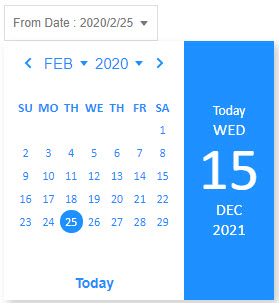 From Date : 2020/2/25
FEB 2020
SU MO TH WE TH FR SA
1
2 3 4 5 6 7 8
9 10 11 12 13 14 15
16 17 18 19 20 21 22
23 24 25 26 27 28 29
Today
Today
WED
15
DEC
2021